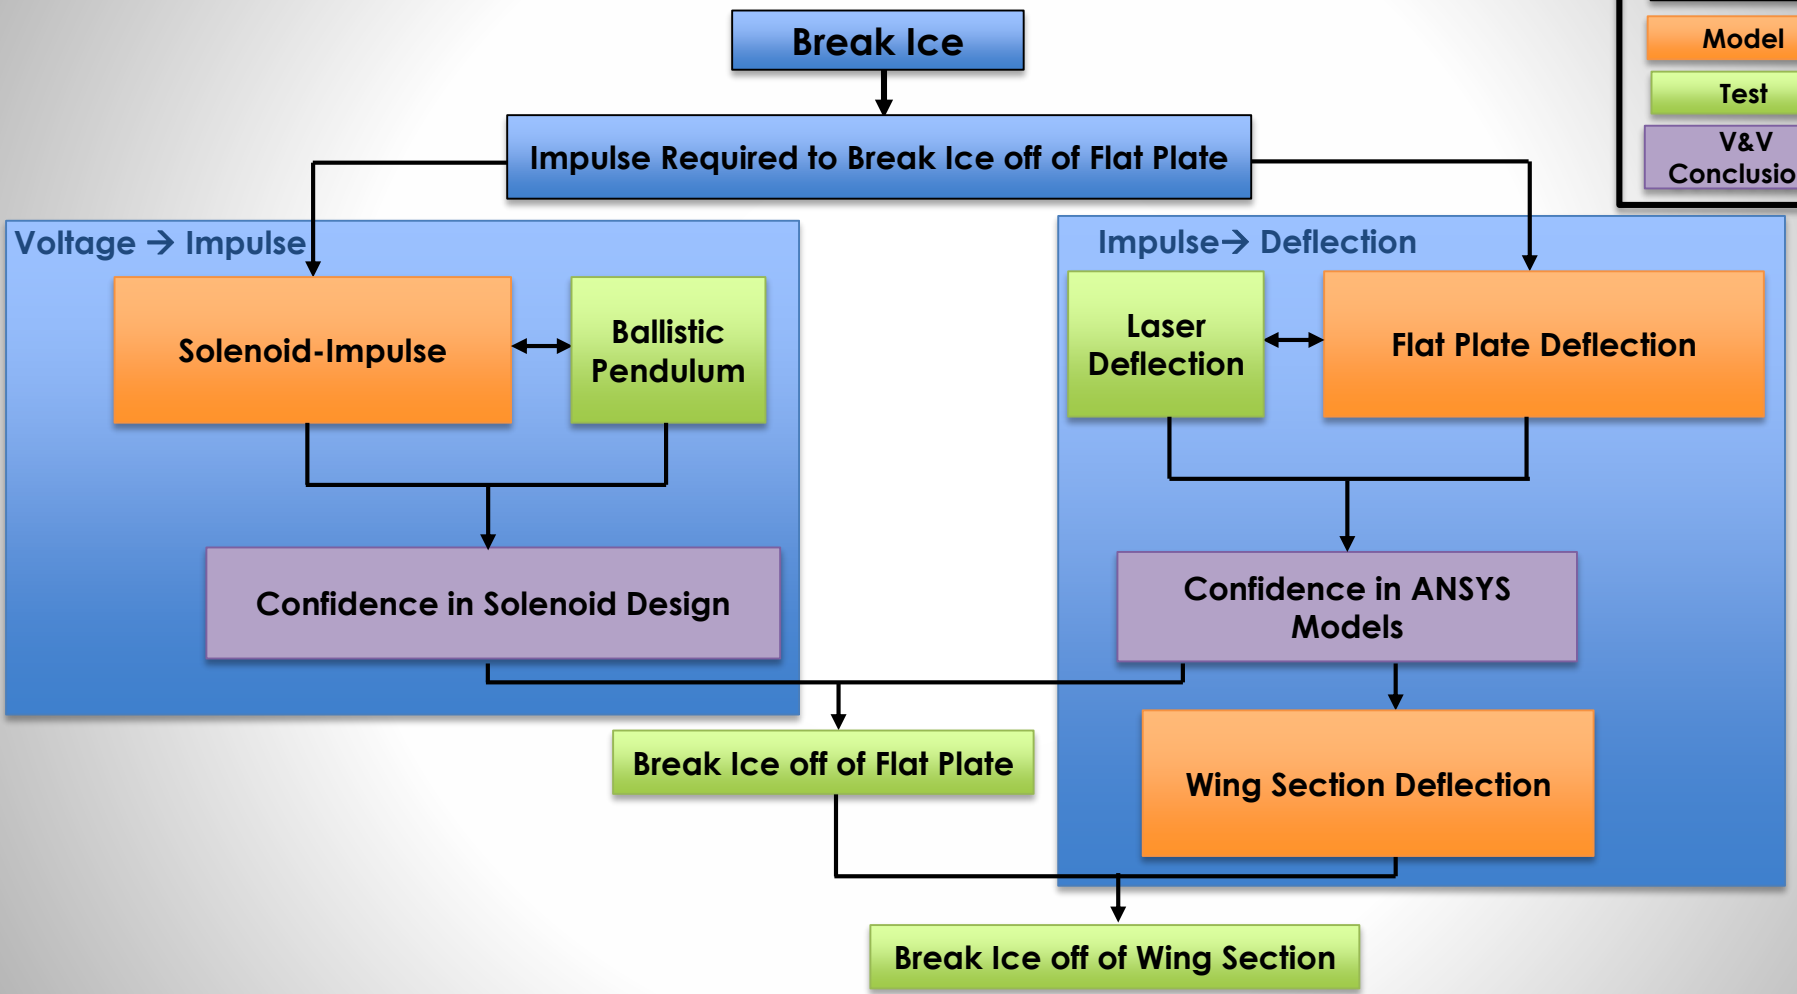 Break Ice
Model
Test
V&V
Impulse Required to Break Ice off of Flat Plate
Voltage → Impulse
Impulse→ Deflection
Solenoid-Impulse
Ballistic
Pendulum
Laser
Deflection
Flat Plate Deflection
Confidence in Solenoid Design
Confidence in ANSYS
Models
Break Ice off of Flat Plate
Wing Section Deflection
Break Ice off of Wing Section